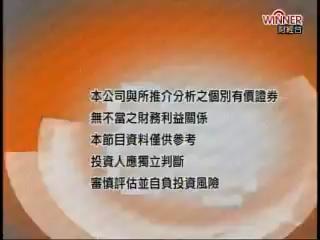 WINNER
財經台
本公司與所推介分析之個別有價證券
無不當之財務利益關係
本節目資料僅供參考
投資人應獨立判斷
審慎評估並自負投資風險